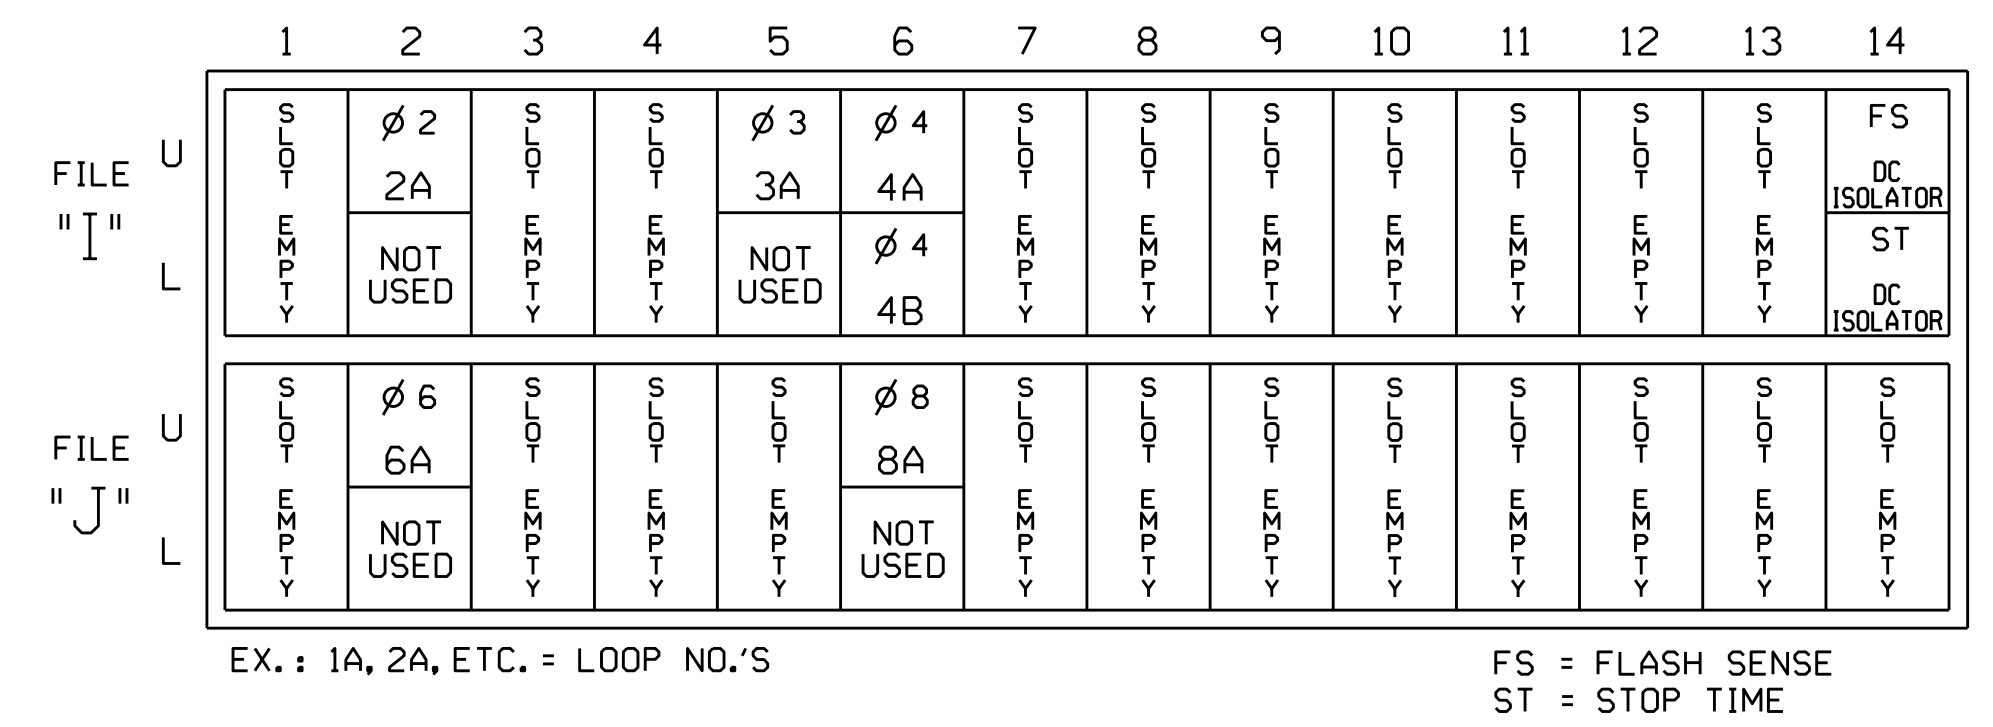 1 2 3 4 5 6 7 8 9 10 11 12 13 14
FILE "I"
U
L
SLOT EMPTY
Ø 2
2A
NOT USED
SLOT EMPTY
SLOT EMPTY
Ø 3
3A
NOT USED
Ø 4
4A
Ø 4
4B
SLOT EMPTY
SLOT EMPTY
SLOT EMPTY
SLOT EMPTY
SLOT EMPTY
SLOT EMPTY
SLOT EMPTY
FS
DC
ISOLATOR
ST
DC
ISOLATOR
FILE "J"
U
L
SLOT EMPTY
Ø 6
6A
NOT USED
SLOT EMPTY
SLOT EMPTY
SLOT EMPTY
Ø 8
8A
NOT USED
SLOT EMPTY
SLOT EMPTY
SLOT EMPTY
SLOT EMPTY
SLOT EMPTY
SLOT EMPTY
SLOT EMPTY
SLOT EMPTY
EX.: 1A, 2A, ETC. = LOOP NO.'S
FS = FLASH SENSE
ST = STOP TIME